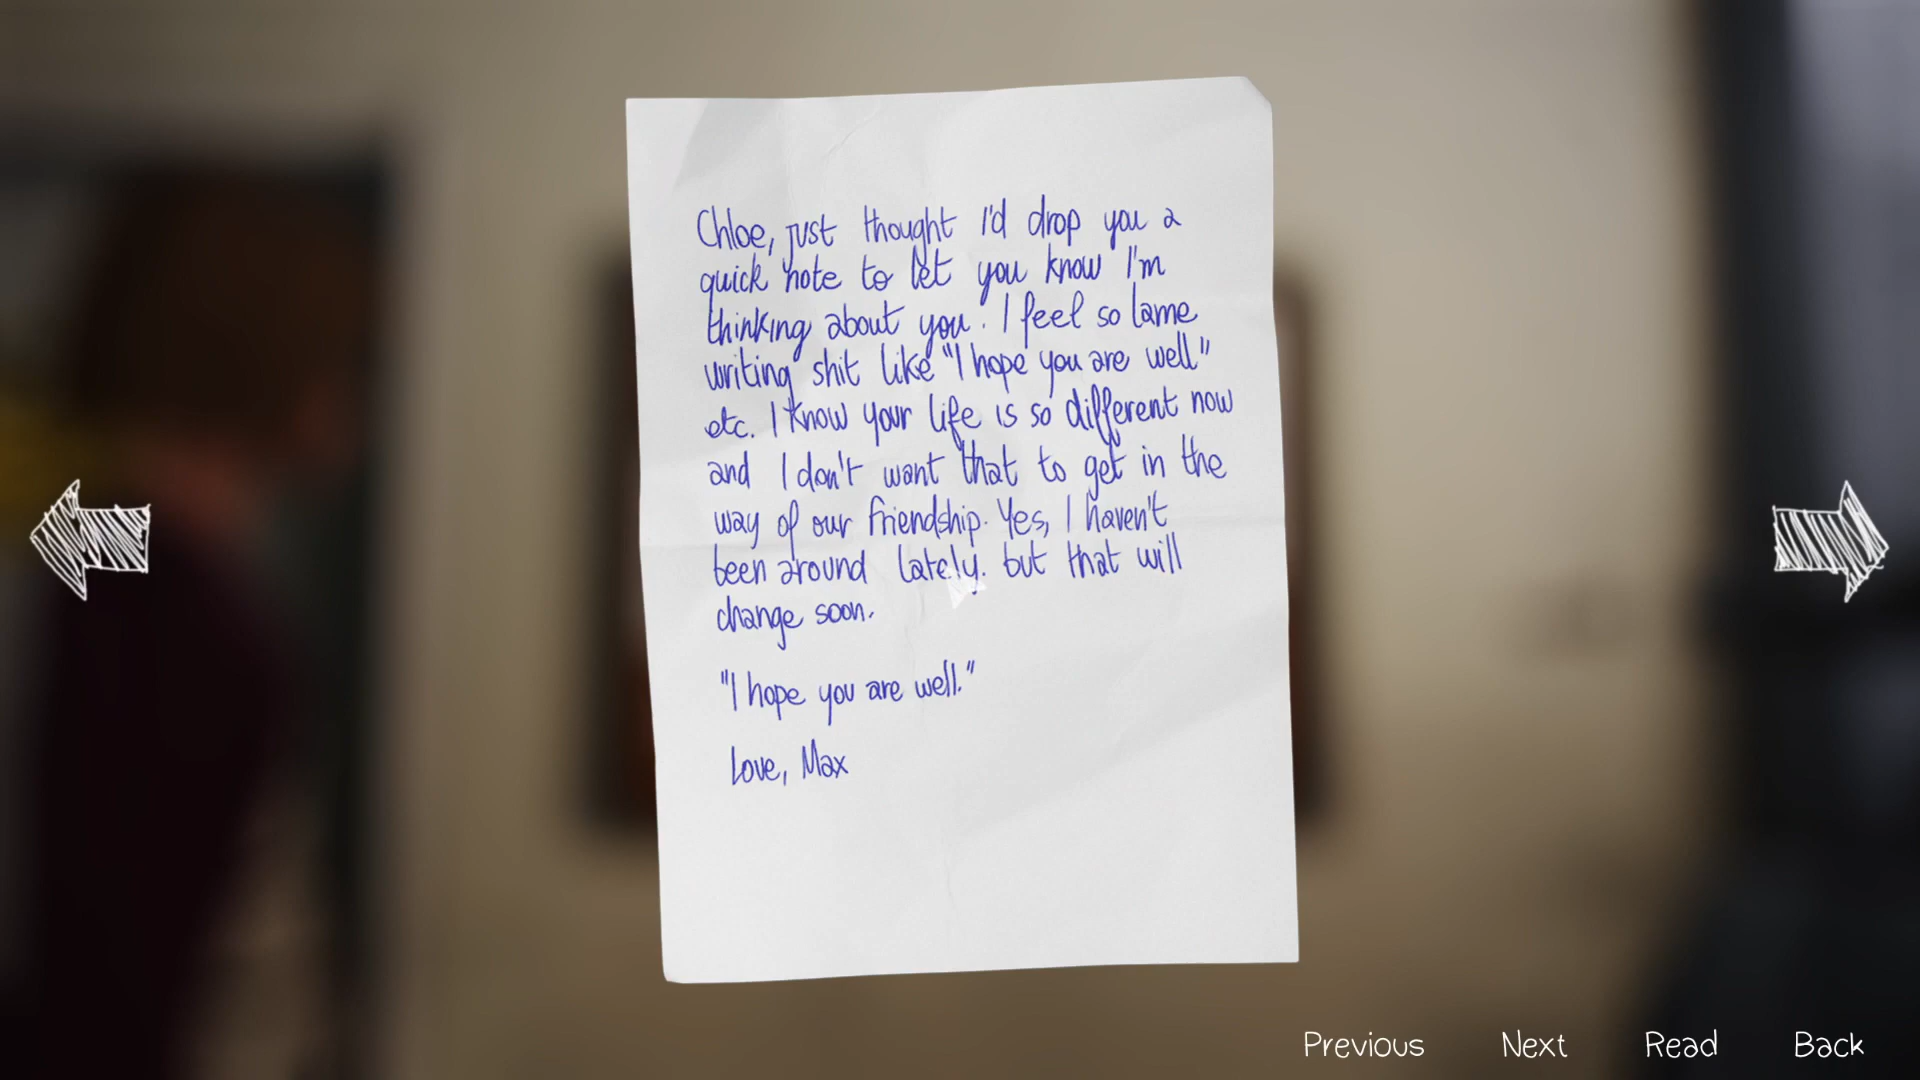 Chloe, just thought I'd drop you a
quick note to let you know I'm
thinking about you. I feel so lame
writing shit like "I hope you are well"
etc. I know your life is so different now
and I don't want that to get in the
way of our friendship. Yes, I haven't
been around lately. but that will
change soon.
"I hope you are well."
Love, Max
Previous Next Read Back